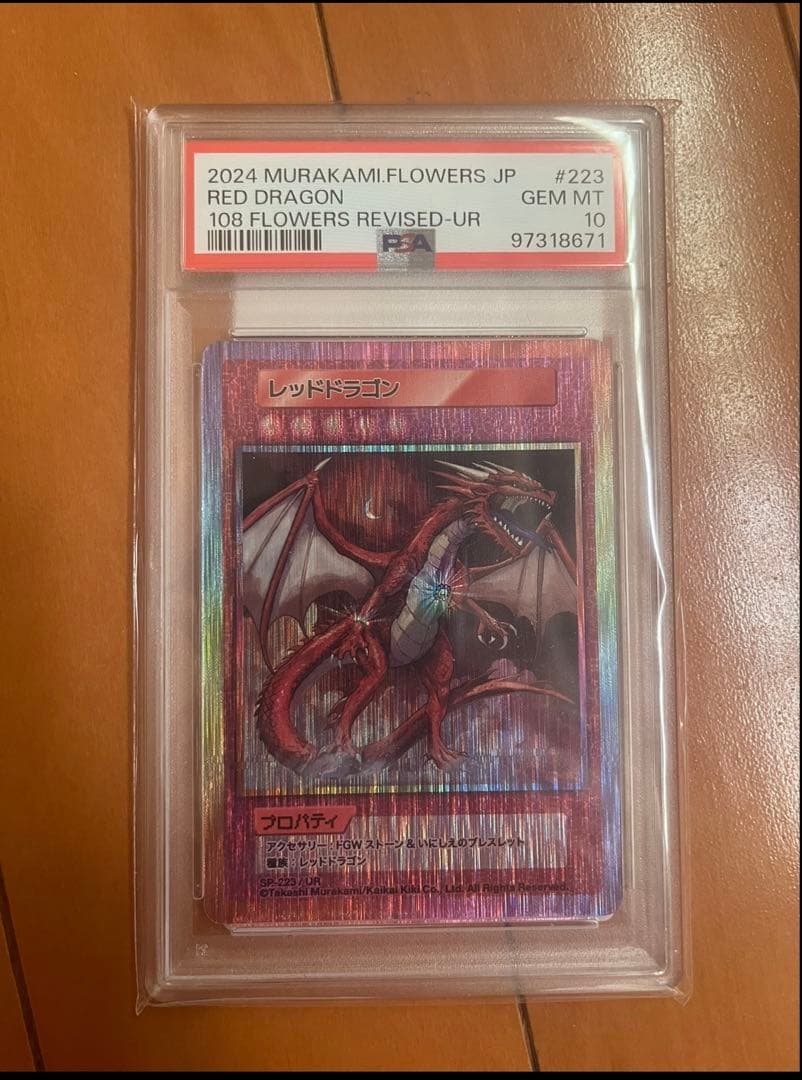 2024 MURAKAMI.FLOWERS JP #223
RED DRAGON GEM MT
108 FLOWERS REVISED-UR 10
PSA 97318671
レッドドラゴン
プロパティ
アクセサリー : FGW ストーン & いにしえのブレスレット
種族 : レッドドラゴン
SP-223 / UR
©Takashi Murakami/Kaikai Kiki Co., Ltd. All Rights Reserved.